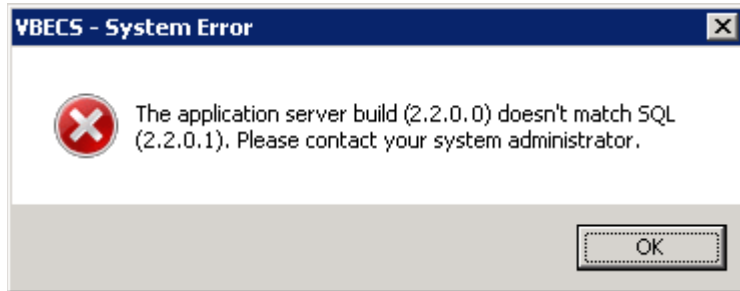 VBECS - System Error
The application server build (2.2.0.0) doesn't match SQL
(2.2.0.1). Please contact your system administrator.
OK